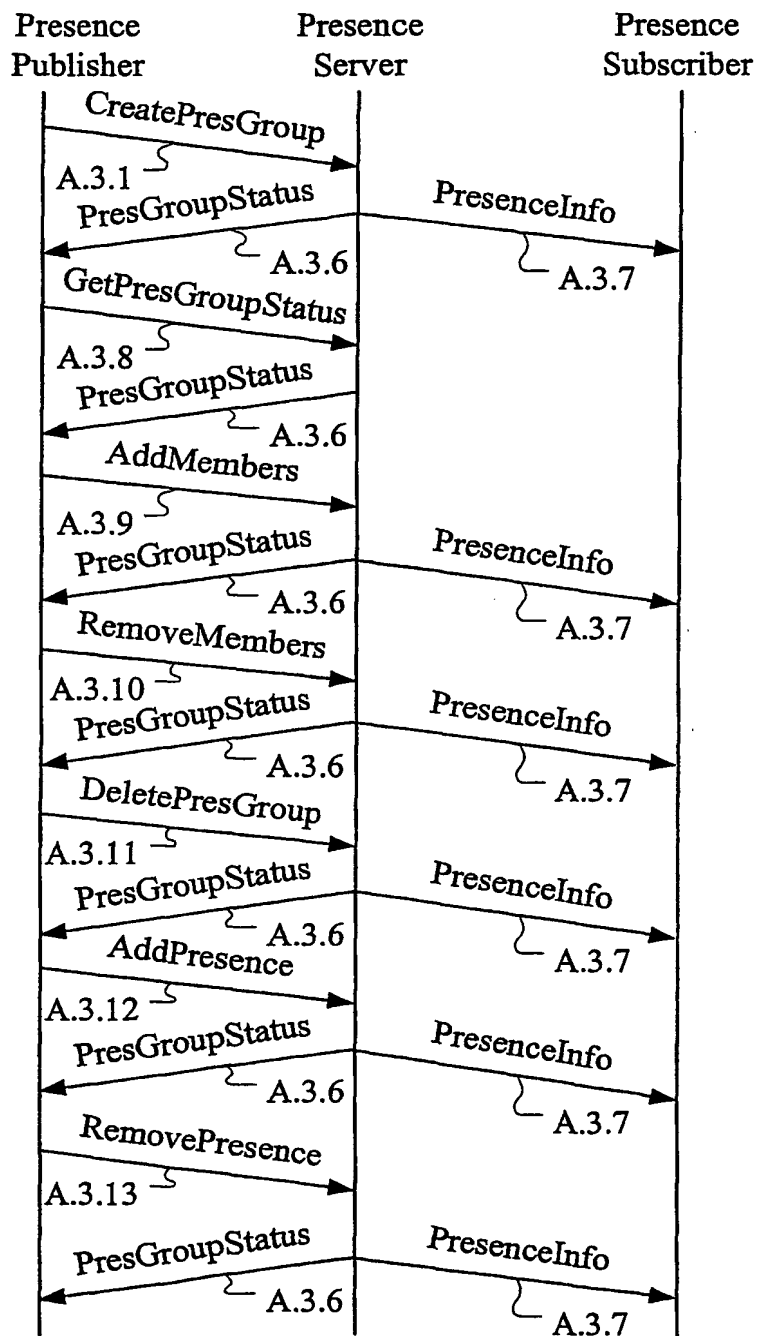 Presence Publisher
Presence Server
Presence Subscriber
CreatePresGroup
A.3.1
PresGroupStatus
PresenceInfo
A.3.6
A.3.7
GetPresGroupStatus
A.3.8
PresGroupStatus
A.3.6
AddMembers
A.3.9
PresGroupStatus
PresenceInfo
A.3.6
A.3.7
RemoveMembers
A.3.10
PresGroupStatus
PresenceInfo
A.3.6
A.3.7
DeletePresGroup
A.3.11
PresGroupStatus
PresenceInfo
A.3.6
A.3.7
AddPresence
A.3.12
PresGroupStatus
PresenceInfo
A.3.6
A.3.7
RemovePresence
A.3.13
PresGroupStatus
PresenceInfo
A.3.6
A.3.7